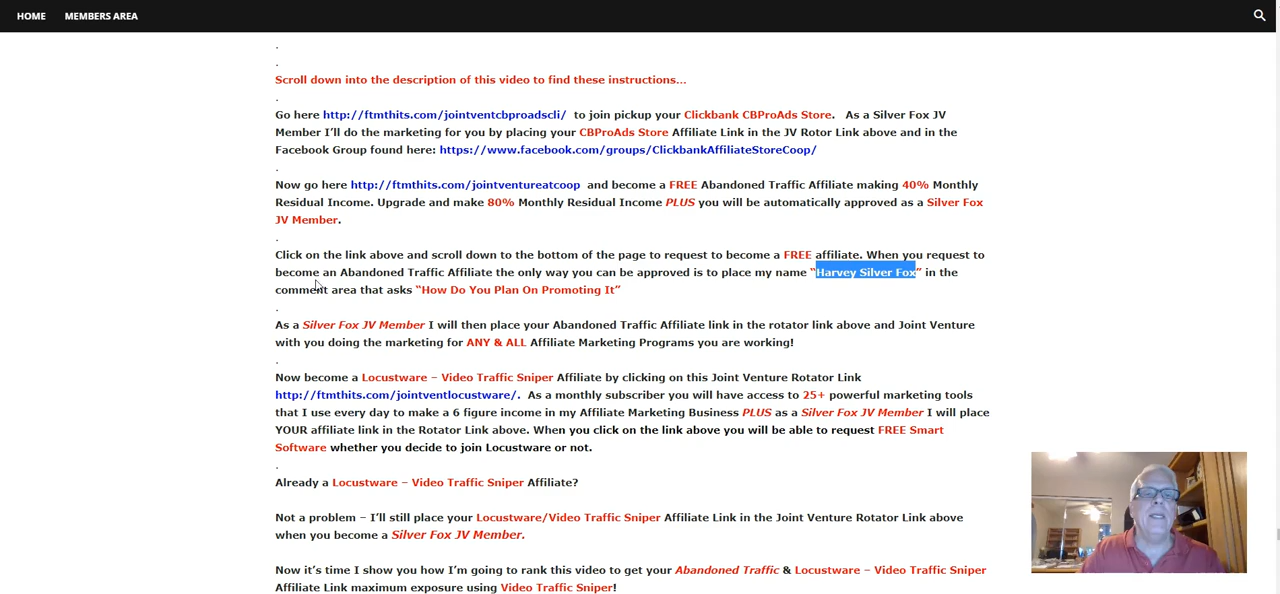 HOME MEMBERS AREA
.
.
Scroll down into the description of this video to find these instructions...
.
Go here http://ftmthits.com/jointventcbproadscli/ to join pickup your Clickbank CBProAds Store. As a Silver Fox JV
Member I'll do the marketing for you by placing your CBProAds Store Affiliate Link in the JV Rotor Link above and in the
Facebook Group found here: https://www.facebook.com/groups/ClickbankAffiliateStoreCoop/
.
Now go here http://ftmthits.com/jointventureatcoop and become a FREE Abandoned Traffic Affiliate making 40% Monthly
Residual Income. Upgrade and make 80% Monthly Residual Income PLUS you will be automatically approved as a Silver Fox
JV Member.
.
Click on the link above and scroll down to the bottom of the page to request to become a FREE affiliate. When you request to
become an Abandoned Traffic Affiliate the only way you can be approved is to place my name “Harvey Silver Fox” in the
comment area that asks “How Do You Plan On Promoting It”
.
As a Silver Fox JV Member I will then place your Abandoned Traffic Affiliate link in the rotator link above and Joint Venture
with you doing the marketing for ANY & ALL Affiliate Marketing Programs you are working!
.
Now become a Locustware – Video Traffic Sniper Affiliate by clicking on this Joint Venture Rotator Link
http://ftmthits.com/jointventlocustware/. As a monthly subscriber you will have access to 25+ powerful marketing tools
that I use every day to make a 6 figure income in my Affiliate Marketing Business PLUS as a Silver Fox JV Member I will place
YOUR affiliate link in the Rotator Link above. When you click on the link above you will be able to request FREE Smart
Software whether you decide to join Locustware or not.
.
Already a Locustware – Video Traffic Sniper Affiliate?
Not a problem – I'll still place your Locustware/Video Traffic Sniper Affiliate Link in the Joint Venture Rotator Link above
when you become a Silver Fox JV Member.
Now it's time I show you how I'm going to rank this video to get your Abandoned Traffic & Locustware – Video Traffic Sniper
Affiliate Link maximum exposure using Video Traffic Sniper!